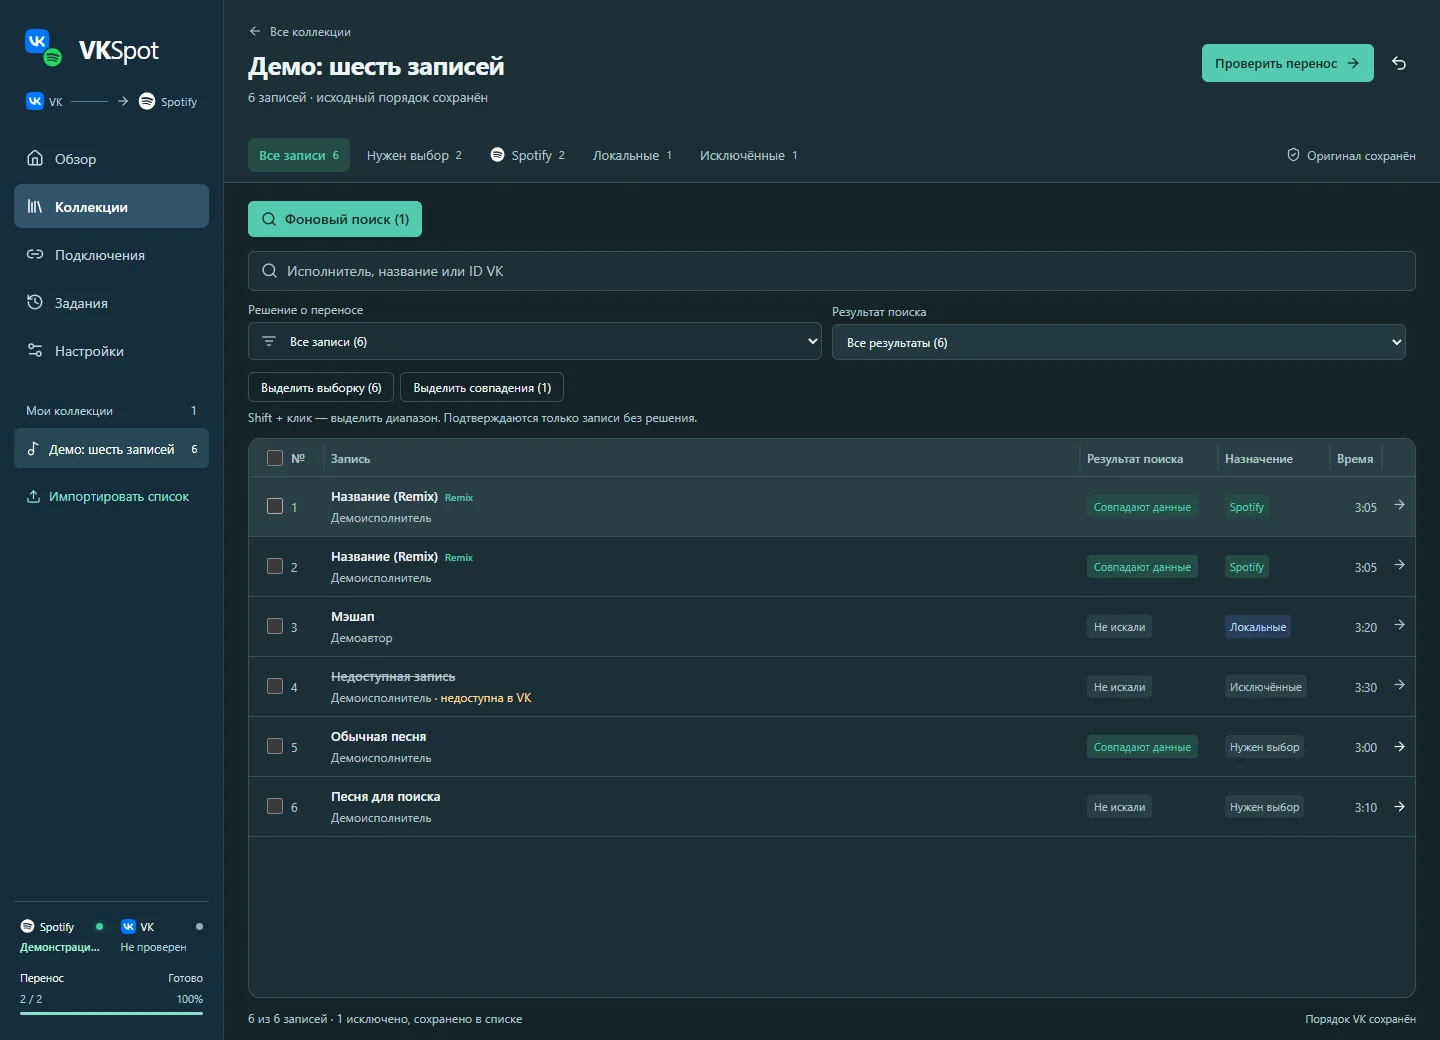 VKSpot
VK → Spotify
Обзор
Коллекции
Подключения
Задания
Настройки
Мои коллекции 1
Демо: шесть записей 6
Импортировать список
Spotify VK
Демонстраци... Не проверен
Перенос Готово
2 / 2 100%
← Все коллекции
Демо: шесть записей
6 записей · исходный порядок сохранён
Проверить перенос →
Все записи 6 Нужен выбор 2 Spotify 2 Локальные 1 Исключённые 1
Оригинал сохранён
Фоновый поиск (1)
Исполнитель, название или ID VK
Решение о переносе Результат поиска
Все записи (6) Все результаты (6)
Выделить выборку (6) Выделить совпадения (1)
Shift + клик — выделить диапазон. Подтверждаются только записи без решения.
№ Запись Результат поиска Назначение Время
1 Название (Remix) Remix Совпадают данные Spotify 3:05 →
Демоисполнитель
2 Название (Remix) Remix Совпадают данные Spotify 3:05 →
Демоисполнитель
3 Мэшап Не искали Локальные 3:20 →
Демоавтор
4 Недоступная запись Не искали Исключённые 3:30 →
Демоисполнитель · недоступна в VK
5 Обычная песня Совпадают данные Нужен выбор 3:00 →
Демоисполнитель
6 Песня для поиска Не искали Нужен выбор 3:10 →
Демоисполнитель
6 из 6 записей · 1 исключено, сохранено в списке
Порядок VK сохранён